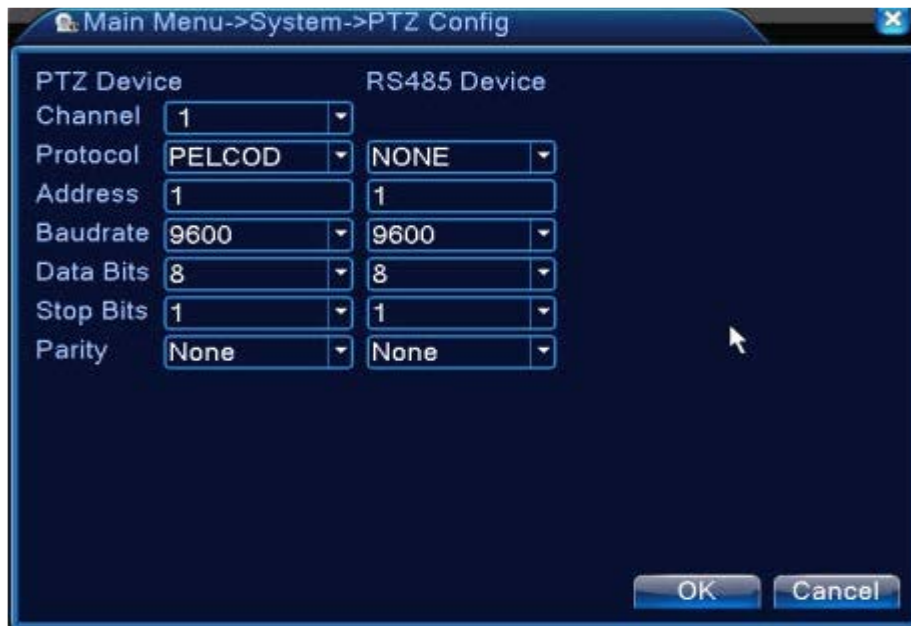 Main Menu->System->PTZ Config
PTZ Device RS485 Device
Channel 1
Protocol PELCOD NONE
Address 1 1
Baudrate 9600 9600
Data Bits 8 8
Stop Bits 1 1
Parity None None
OK Cancel